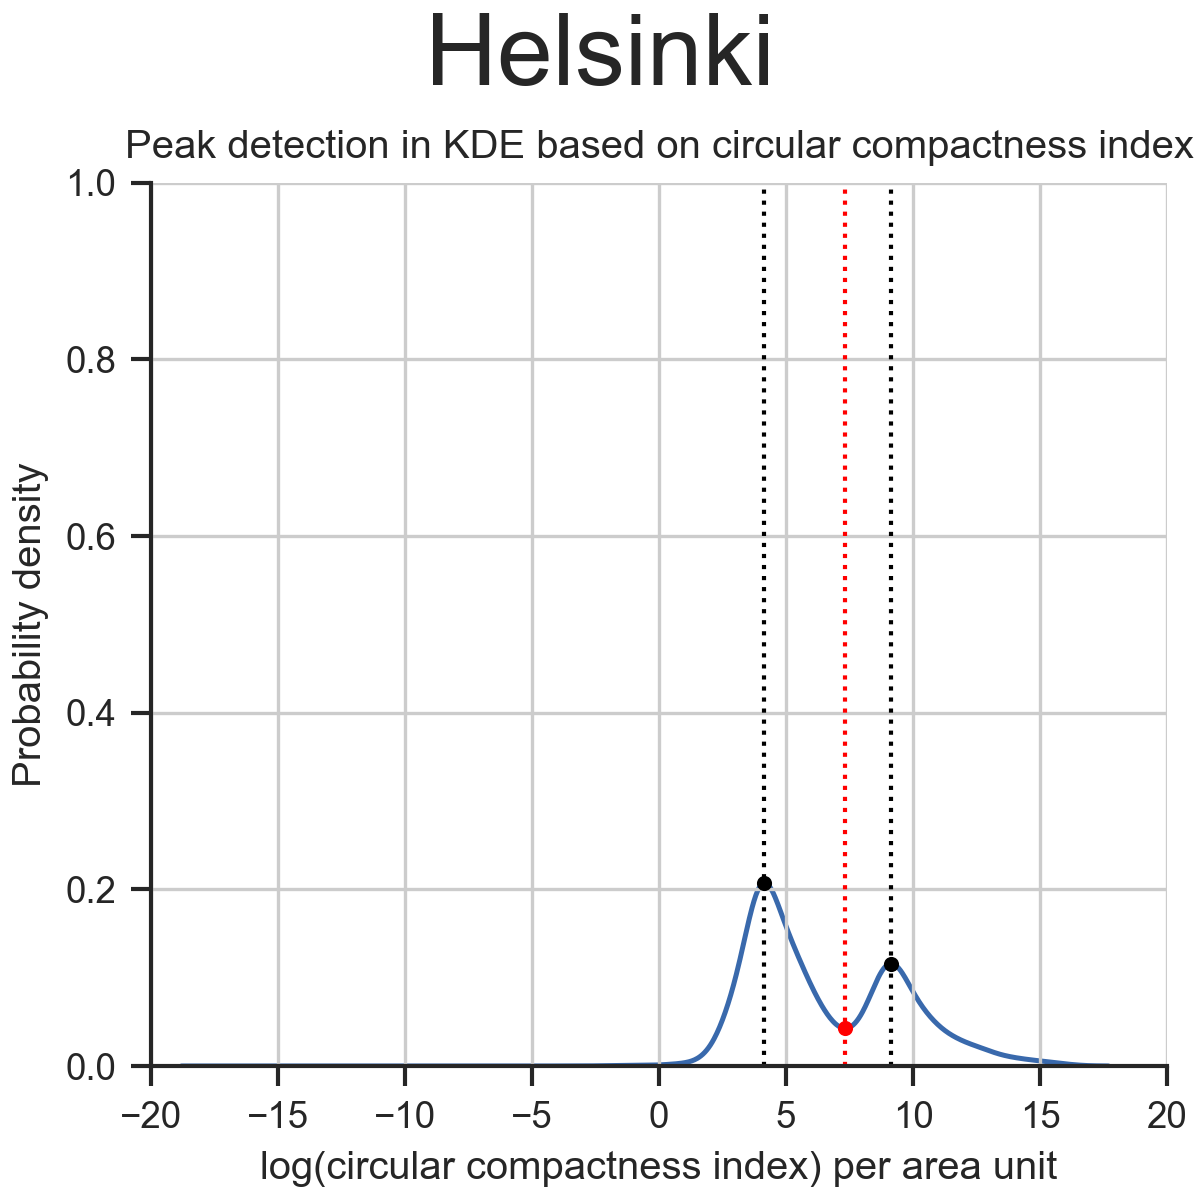 Helsinki
Peak detection in KDE based on circular compactness index
1.0
0.8
0.6
0.4
0.2
0.0
Probability density
−20 −15 −10 −5 0 5 10 15 20
log(circular compactness index) per area unit